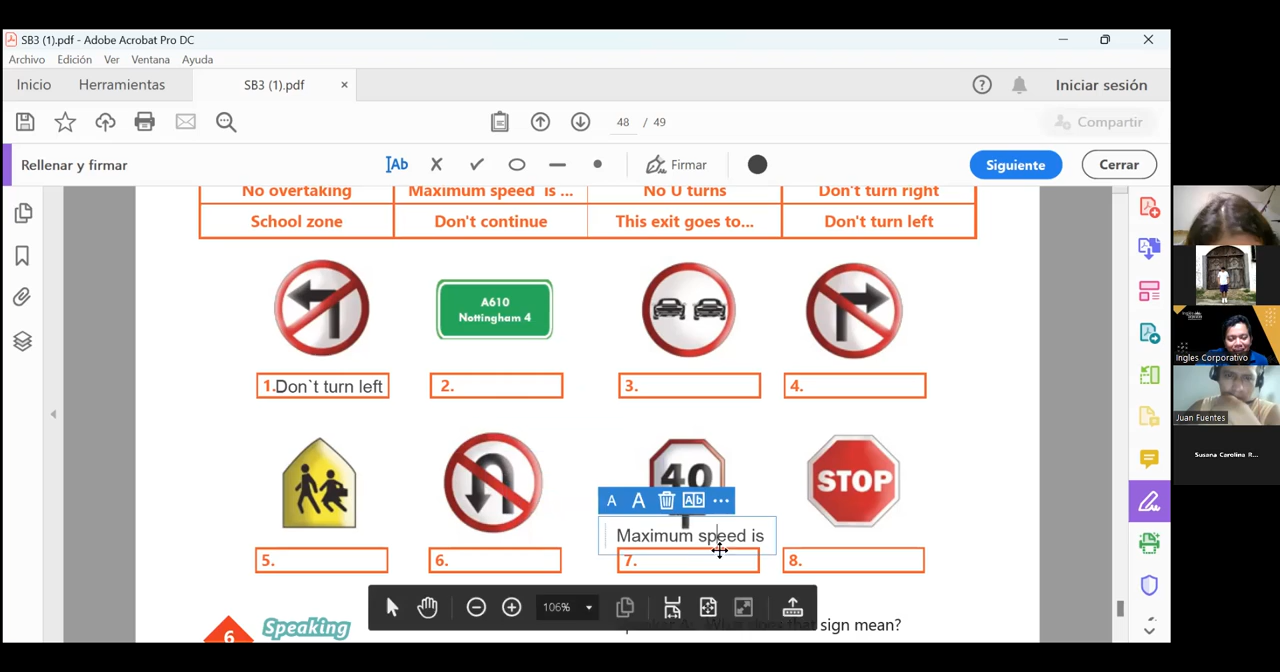 SB3 (1).pdf - Adobe Acrobat Pro DC
Archivo Edición Ver Ventana Ayuda
Inicio Herramientas SB3 (1).pdf × Iniciar sesión
48 / 49 Compartir
Rellenar y firmar Ab Firmar Siguiente Cerrar
No overtaking Maximum speed is ... No U turns Don't turn right
School zone Don't continue This exit goes to... Don't turn left
A610
Nottingham 4
1.Don`t turn left 2. 3. 4.
40 STOP
A A Ab ...
Maximum speed is
5. 6. 7. 8.
106%
6 Speaking that sign mean?
Ingles Corporativo
Juan Fuentes
Susana Carolina R...